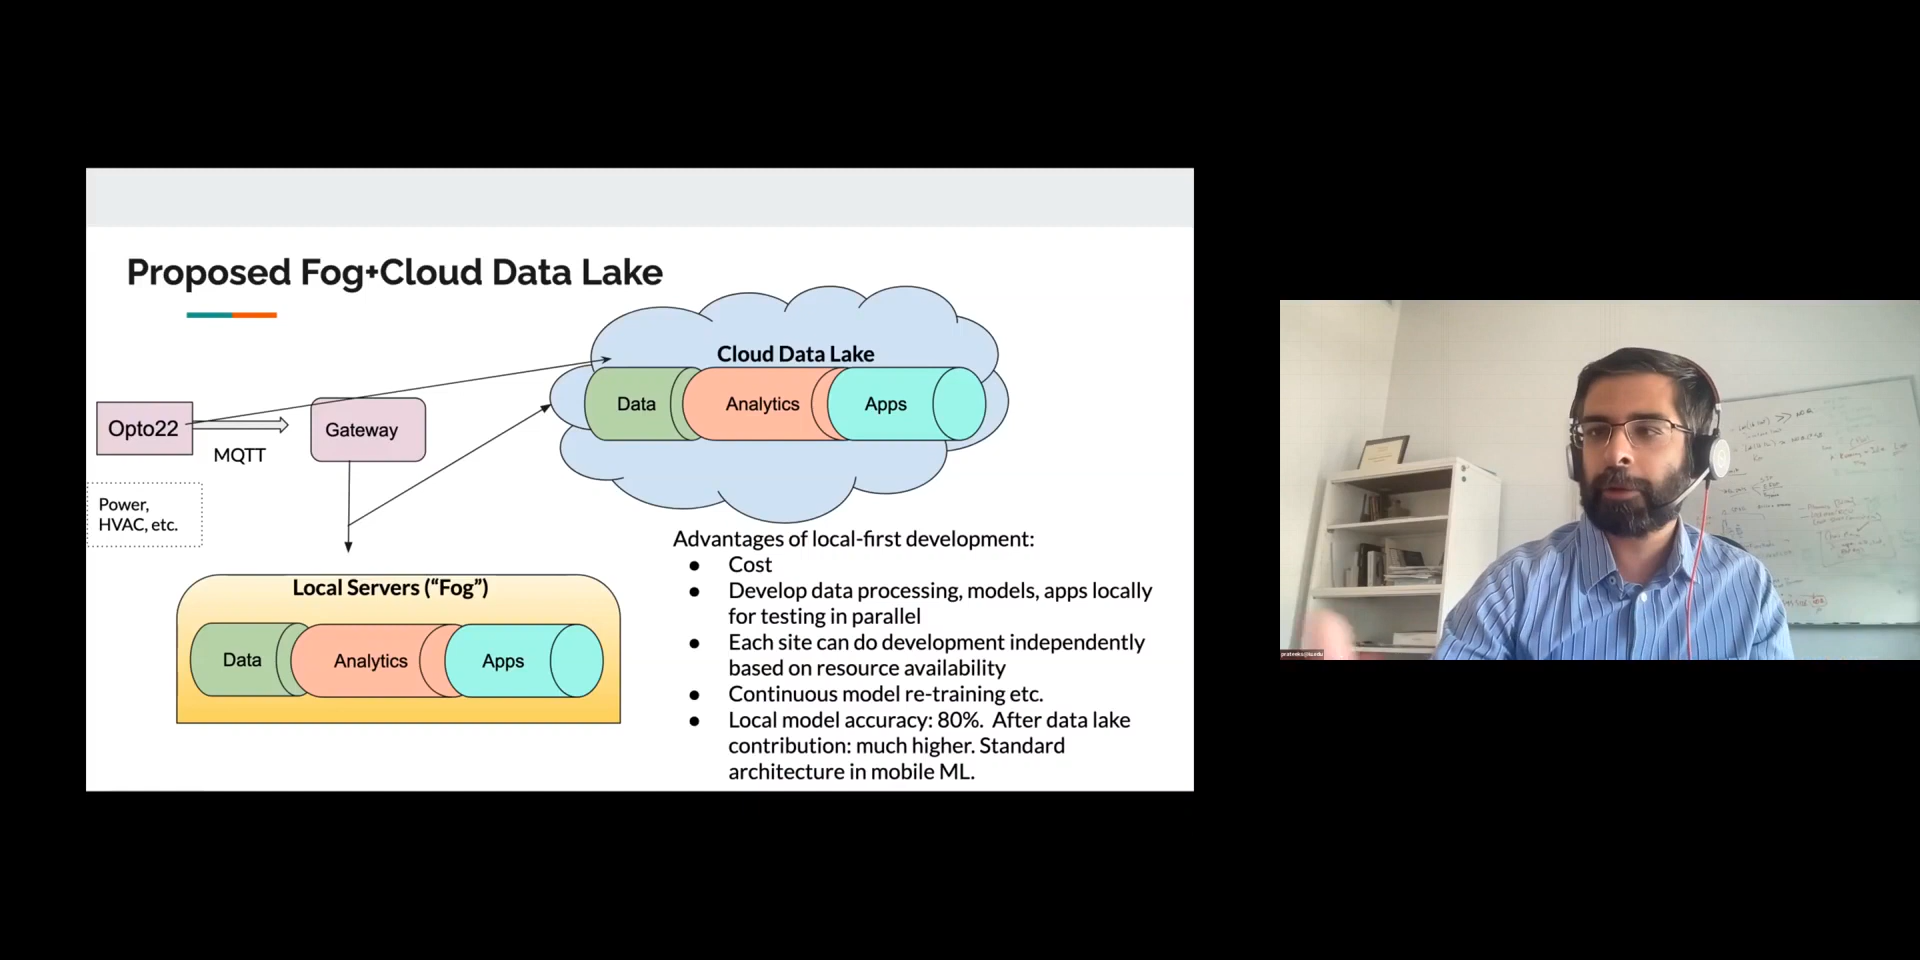 Proposed Fog+Cloud Data Lake
Cloud Data Lake
Data
Analytics
Apps
Opto22
MQTT
Gateway
Power,
HVAC, etc.
Local Servers (“Fog”)
Data
Analytics
Apps
Advantages of local-first development:
● Cost
● Develop data processing, models, apps locally
for testing in parallel
● Each site can do development independently
based on resource availability
● Continuous model re-training etc.
● Local model accuracy: 80%. After data lake
contribution: much higher. Standard
architecture in mobile ML.
prateeks@iu.edu